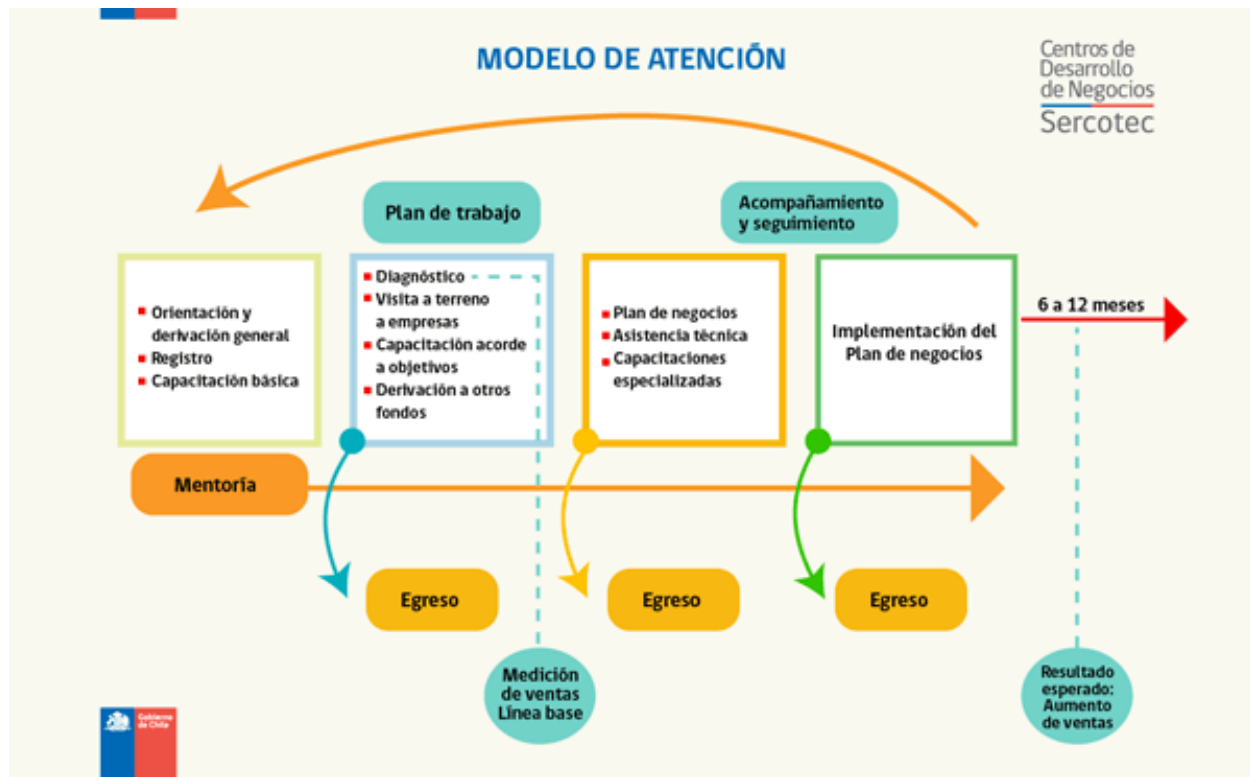 MODELO DE ATENCIÓN
Centros de
Desarrollo
de Negocios
Sercotec
Plan de trabajo
Acompañamiento
y seguimiento
Orientación y
derivación general
Registro
Capacitación básica
Diagnóstico
Visita a terreno
a empresas
Capacitación acorde
a objetivos
Derivación a otros
fondos
Plan de negocios
Asistencia técnica
Capacitaciones
especializadas
Implementación del
Plan de negocios
6 a 12 meses
Mentoría
Egreso
Egreso
Egreso
Medición
de ventas
Línea base
Resultado
esperado:
Aumento
de ventas
Gobierno
de Chile